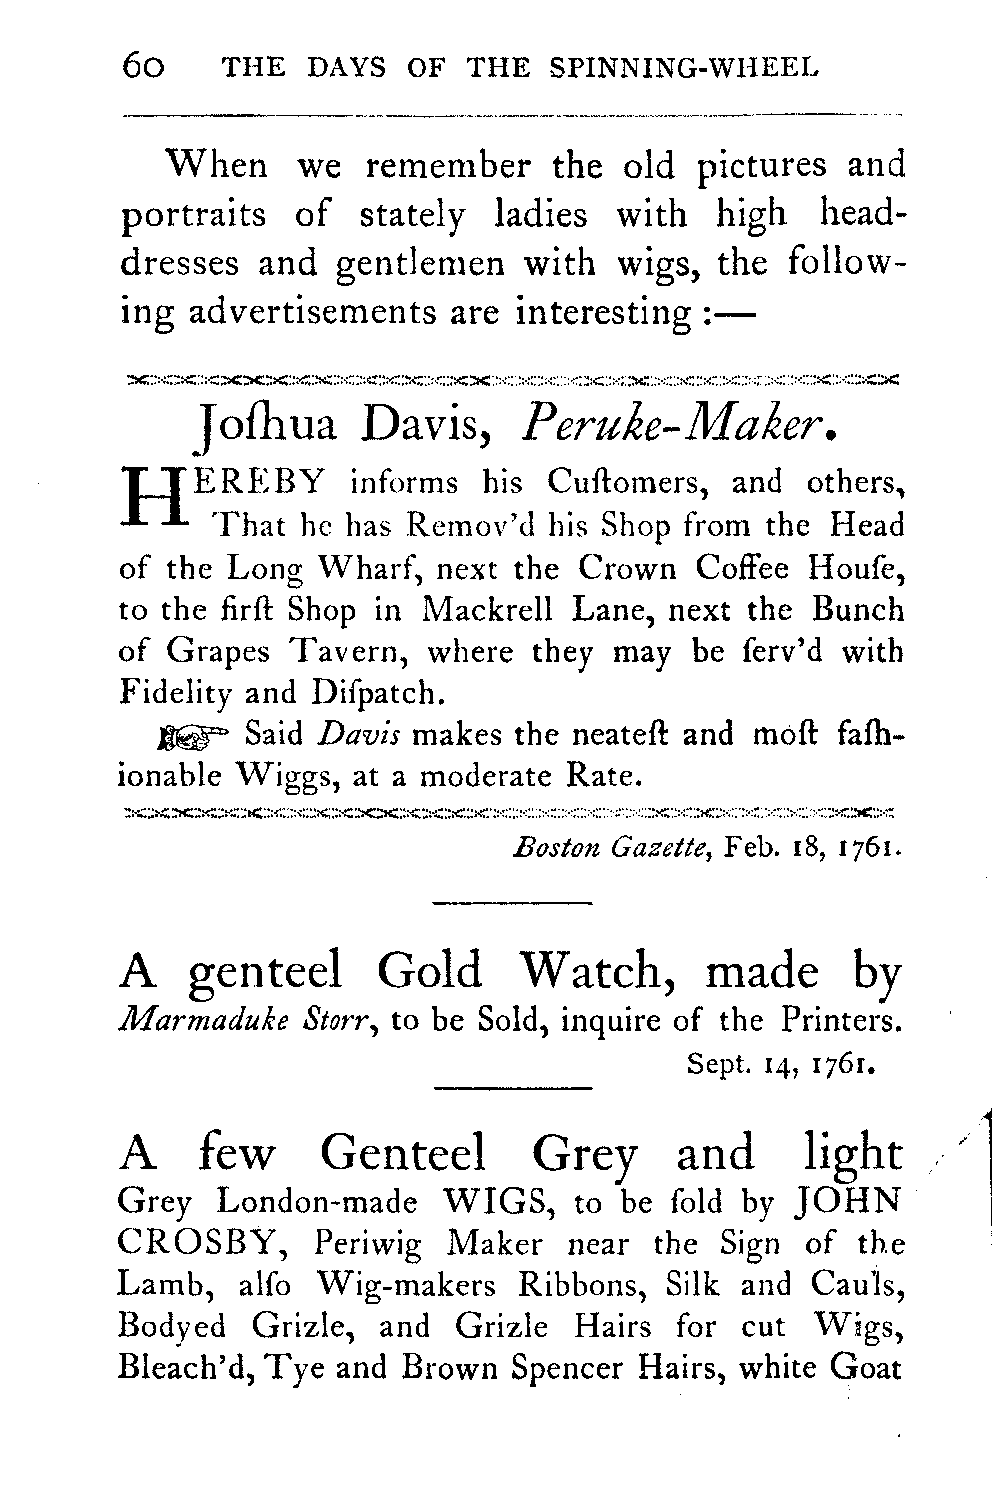 60 THE DAYS OF THE SPINNING-WHEEL
When we remember the old pictures and
portraits of stately ladies with high head-
dresses and gentlemen with wigs, the follow-
ing advertisements are interesting :—
Joſhua Davis, Peruke-Maker.
HEREBY informs his Cuſtomers, and others,
That he has Remov'd his Shop from the Head
of the Long Wharf, next the Crown Coffee Houſe,
to the firſt Shop in Mackrell Lane, next the Bunch
of Grapes Tavern, where they may be ſerv'd with
Fidelity and Diſpatch.
☞ Said Davis makes the neateſt and moſt faſh-
ionable Wiggs, at a moderate Rate.
Boston Gazette, Feb. 18, 1761.
A genteel Gold Watch, made by
Marmaduke Storr, to be Sold, inquire of the Printers.
Sept. 14, 1761.
A few Genteel Grey and light
Grey London-made WIGS, to be ſold by JOHN
CROSBY, Periwig Maker near the Sign of the
Lamb, alſo Wig-makers Ribbons, Silk and Cauls,
Bodyed Grizle, and Grizle Hairs for cut Wigs,
Bleach'd, Tye and Brown Spencer Hairs, white Goat